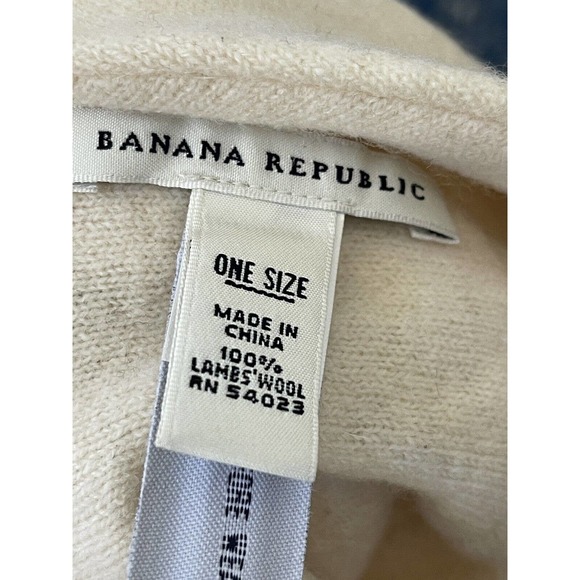 BANANA REPUBLIC
ONE SIZE
MADE IN
CHINA
100%
LAMBS'WOOL
RN 54023